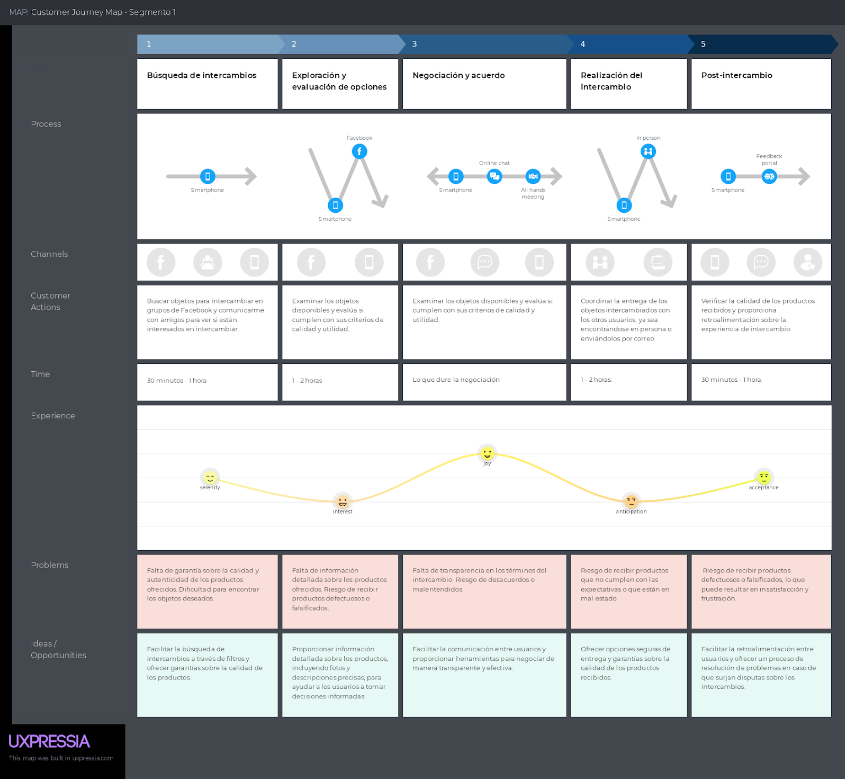 MAP: Customer Journey Map - Segmento 1
1
2
3
4
5
Búsqueda de intercambios
Exploración y
evaluación de opciones
Negociación y acuerdo
Realización del
intercambio
Post-intercambio
Process
Smartphone
Facebook
Smartphone
Online chat
Smartphone
All hands
meeting
In person
Smartphone
Feedback
portal
Smartphone
Channels
Customer
Actions
Buscar objetos para intercambiar en
grupos de Facebook y comunicarme
con amigos para ver si están
interesados en intercambiar.
Examinar los objetos
disponibles y evalúa si
cumplen con sus criterios de
calidad y utilidad.
Examinar los objetos disponibles y evalúa si
cumplen con sus criterios de calidad y
utilidad.
Coordinar la entrega de los
objetos intercambiados con
los otros usuarios, ya sea
encontrándose en persona o
enviándolos por correo.
Verificar la calidad de los productos
recibidos y proporciona
retroalimentación sobre la
experiencia de intercambio.
Time
30 minutos - 1 hora
1 - 2 horas
Lo que dure la negociación
1 - 2 horas.
30 minutos - 1 hora.
Experience
serenity
interest
joy
anticipation
acceptance
Problems
Falta de garantía sobre la calidad y
autenticidad de los productos
ofrecidos. Dificultad para encontrar
los objetos deseados.
Falta de información
detallada sobre los productos
ofrecidos. Riesgo de recibir
productos defectuosos o
falsificados.
Falta de transparencia en los términos del
intercambio. Riesgo de desacuerdos o
malentendidos.
Riesgo de recibir productos
que no cumplen con las
expectativas o que están en
mal estado.
Riesgo de recibir productos
defectuosos o falsificados, lo que
puede resultar en insatisfacción y
frustración.
Ideas /
Opportunities
Facilitar la búsqueda de
intercambios a través de filtros y
ofrecer garantías sobre la calidad de
los productos.
Proporcionar información
detallada sobre los productos,
incluyendo fotos y
descripciones precisas, para
ayudar a los usuarios a tomar
decisiones informadas.
Facilitar la comunicación entre usuarios y
proporcionar herramientas para negociar de
manera transparente y efectiva.
Ofrecer opciones seguras de
entrega y garantías sobre la
calidad de los productos
recibidos.
Facilitar la retroalimentación entre
usuarios y ofrecer un proceso de
resolución de problemas en caso de
que surjan disputas sobre los
intercambios.
UXPRESSIA
This map was built in uxpressia.com